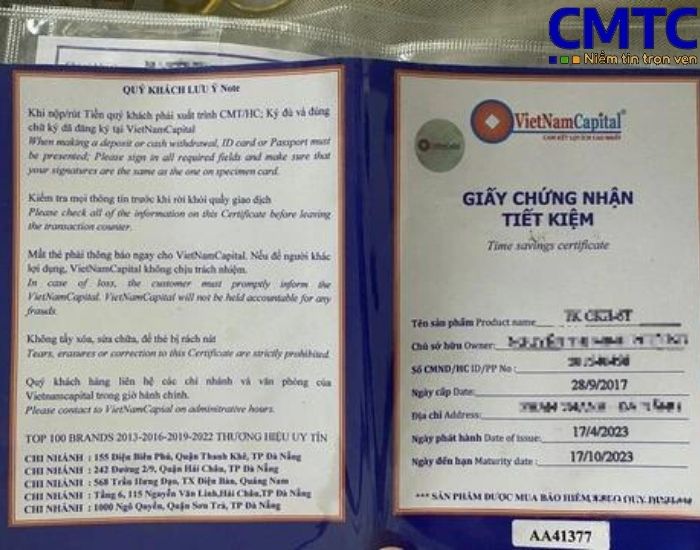 CMTC
Niềm tin trọn vẹn
QUÝ KHÁCH LƯU Ý Note
Khi nộp/rút Tiền quý khách phải xuất trình CMT/HC; Ký đủ và đúng
chữ ký đã đăng ký tại VietNamCapital
When making a deposit or cash withdrawal, ID card or Passport must
be presented; Please sign in all required fields and make sure that
your signatures are the same as the one on specimen card.
Kiểm tra mọi thông tin trước khi rời khỏi quầy giao dịch
Please check all of the information on this Certificate before leaving
the transaction counter.
Mất thẻ phải thông báo ngay cho VietNamCapital. Nếu để người khác
lợi dụng, VietNamCapital không chịu trách nhiệm.
In case of loss, the customer must promptly inform the
VietNamCapital. VietNamCapital will not be held accountable for any
frauds.
Không tẩy xóa, sửa chữa, để thẻ bị rách nát
Tears, erasures or correction to this Certificate are strictly prohibited.
Quý khách hàng liên hệ các chi nhánh và văn phòng của
Vietnamscapital trong giờ hành chính.
Please contact to VietNamCapial on adminitrative hours.
TOP 100 BRANDS 2013-2016-2019-2022 THƯƠNG HIỆU UY TÍN
CHI NHÁNH : 155 Điện Biên Phủ, Quận Thanh Khê, TP Đà Nẵng
CHI NHÁNH : 242 Đường 2/9, Quận Hải Châu, TP Đà Nẵng
CHI NHÁNH : 568 Trần Hưng Đạo, TX Điện Bàn, Quảng Nam
CHI NHÁNH : Tầng 6, 115 Nguyễn Văn Linh,Hải Châu,TP Đà Nẵng
CHI NHÁNH : 1000 Ngô Quyền, Quận Sơn Trà, TP Đà Nẵng
VietNamCapital®
CAM KẾT LỢI ÍCH CAO NHẤT
GIẤY CHỨNG NHẬN
TIẾT KIỆM
Time savings certificate
Tên sản phẩm Product name
Chủ sở hữu Owner:
Số CMND/HC ID/PP No :
Ngày cấp Date: 28/9/2017
Địa chỉ Address:
Ngày phát hành Date of Issue: 17/4/2023
Ngày đến hạn Maturity date: 17/10/2023
*** SẢN PHẨM ĐƯỢC MUA BẢO HIỂM
AA41377